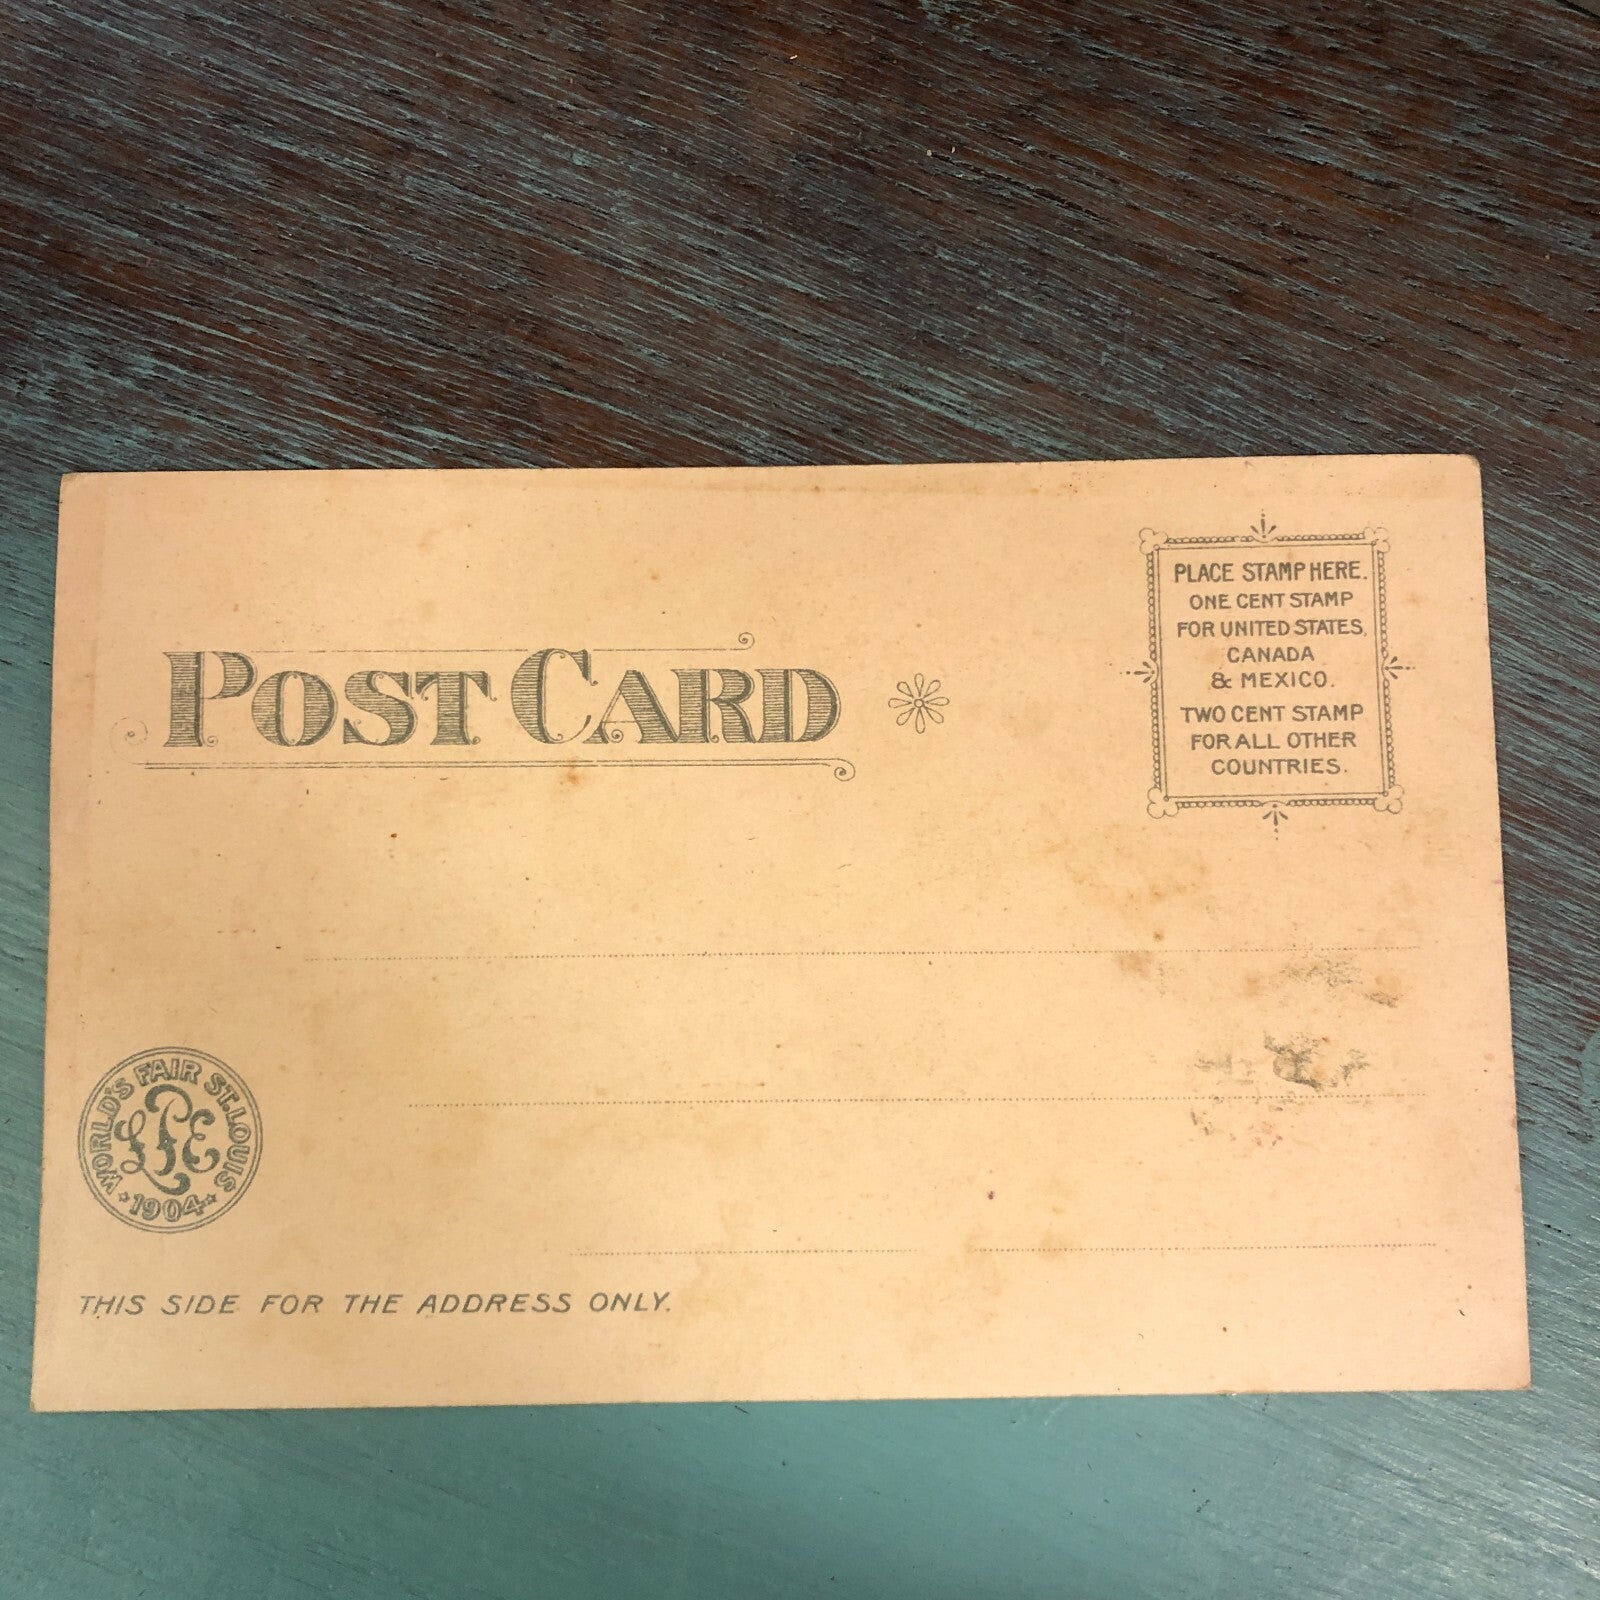 PLACE STAMP HERE.
ONE CENT STAMP
FOR UNITED STATES,
CANADA
& MEXICO.
TWO CENT STAMP
FOR ALL OTHER
COUNTRIES.
POST CARD
WORLD'S FAIR ST. LOUIS
LPE
1904
THIS SIDE FOR THE ADDRESS ONLY.